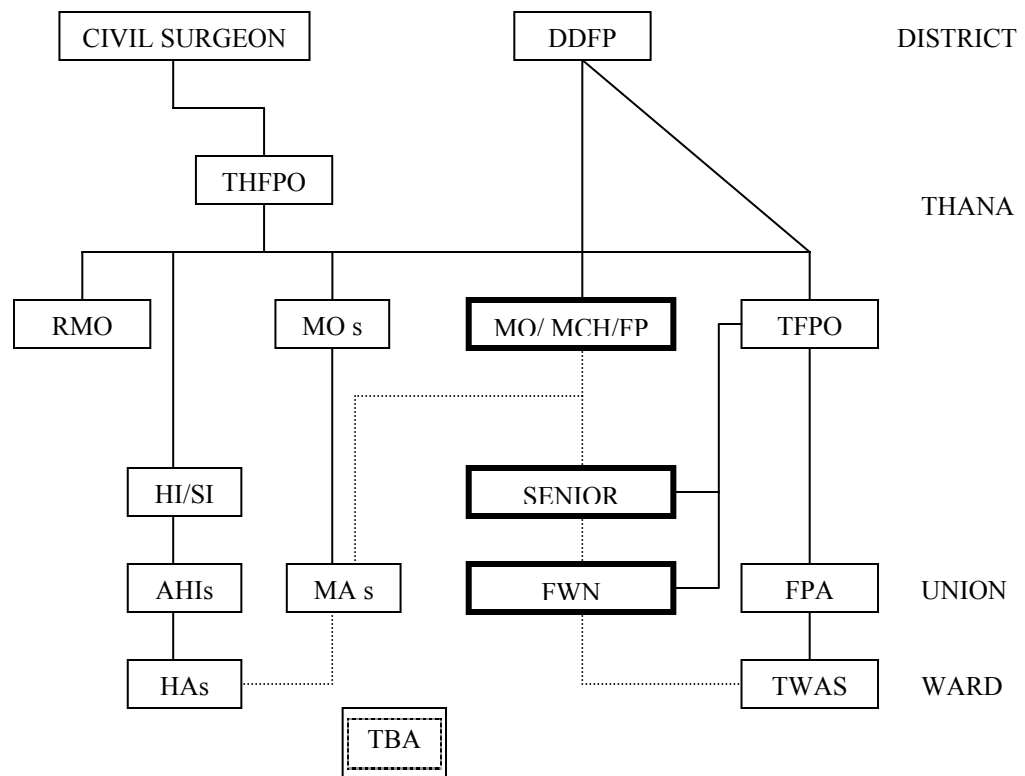 CIVIL SURGEON DDFP DISTRICT
THFPO
THANA
RMO MO s MO/ MCH/FP TFPO
HI/SI SENIOR
AHIs MA s FWN FPA UNION
HAs TWAS WARD
TBA